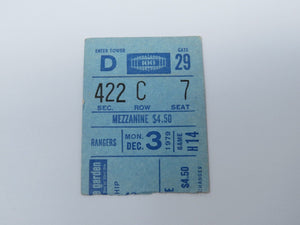 ENTER TOWER
GATE
D
29
422 C 7
SEC. ROW SEAT
MEZZANINE $4.50
RANGERS
MON.
DEC. 3
1979
GAME
H14
garden
$4.50